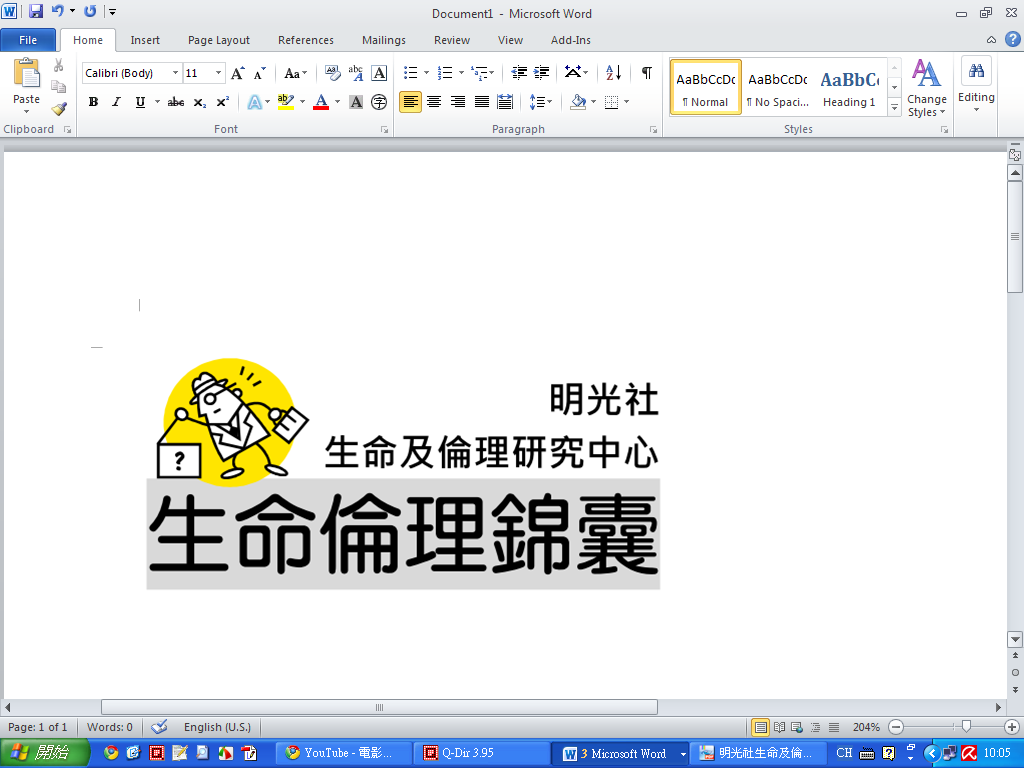 Document1 - Microsoft Word
File Home Insert Page Layout References Mailings Review View Add-Ins
Paste
Calibri (Body) 11
AaBbCcDc AaBbCcDc AaBbCc
¶ Normal ¶ No Spaci... Heading 1
Change Styles
Editing
Clipboard Font Paragraph Styles
明光社
生命及倫理研究中心
?
生命倫理錦囊
Page: 1 of 1 Words: 0 English (U.S.) 204%
開始 YouTube - 電影... Q-Dir 3.95 3 Microsoft Word 明光社生命及倫... CH 10:05